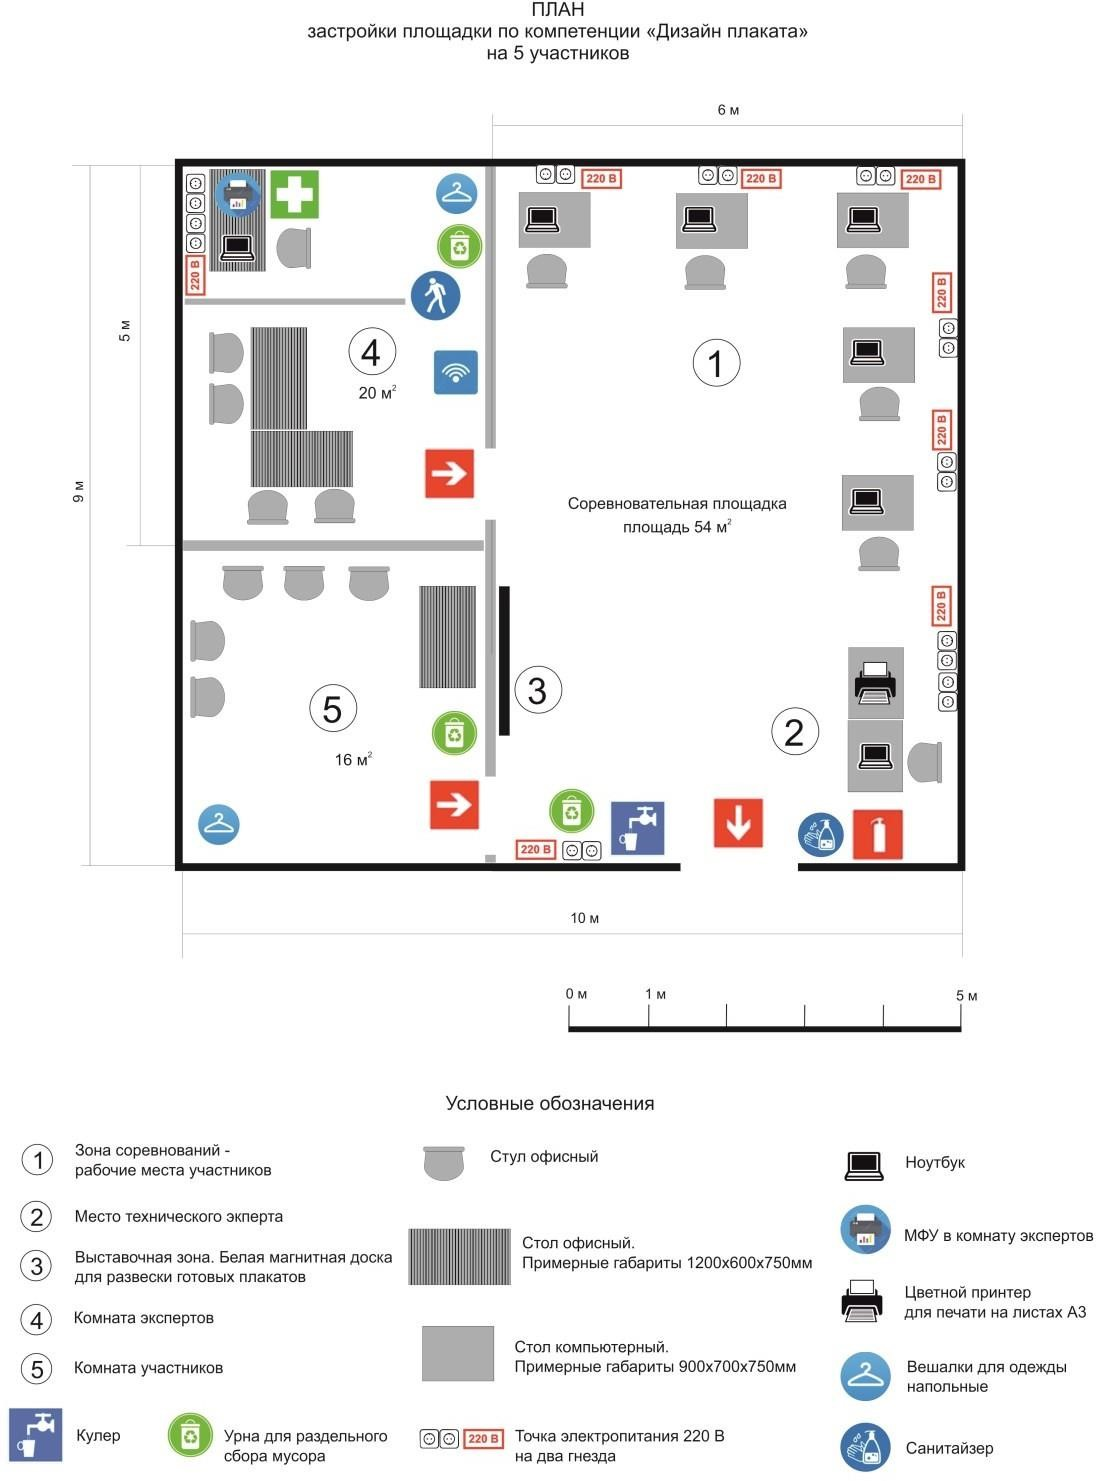 ПЛАН
застройки площадки по компетенции «Дизайн плаката»
на 5 участников
6 м
220 В
220 В
220 В
220 В
220 В
5 м
4
20 м²
1
220 В
9 м
Соревновательная площадка
площадь 54 м²
220 В
3
5
2
16 м²
220 В
10 м
0 м
1 м
5 м
Условные обозначения
1
Зона соревнований -
рабочие места участников
2
Место технического экперта
3
Выставочная зона. Белая магнитная доска
для развески готовых плакатов
4
Комната экспертов
5
Комната участников
Кулер
Урна для раздельного
сбора мусора
Стул офисный
Стол офисный.
Примерные габариты 1200х600х750мм
Стол компьютерный.
Примерные габариты 900х700х750мм
220 В
Точка электропитания 220 В
на два гнезда
Ноутбук
МФУ в комнату экспертов
Цветной принтер
для печати на листах А3
Вешалки для одежды
напольные
Санитайзер